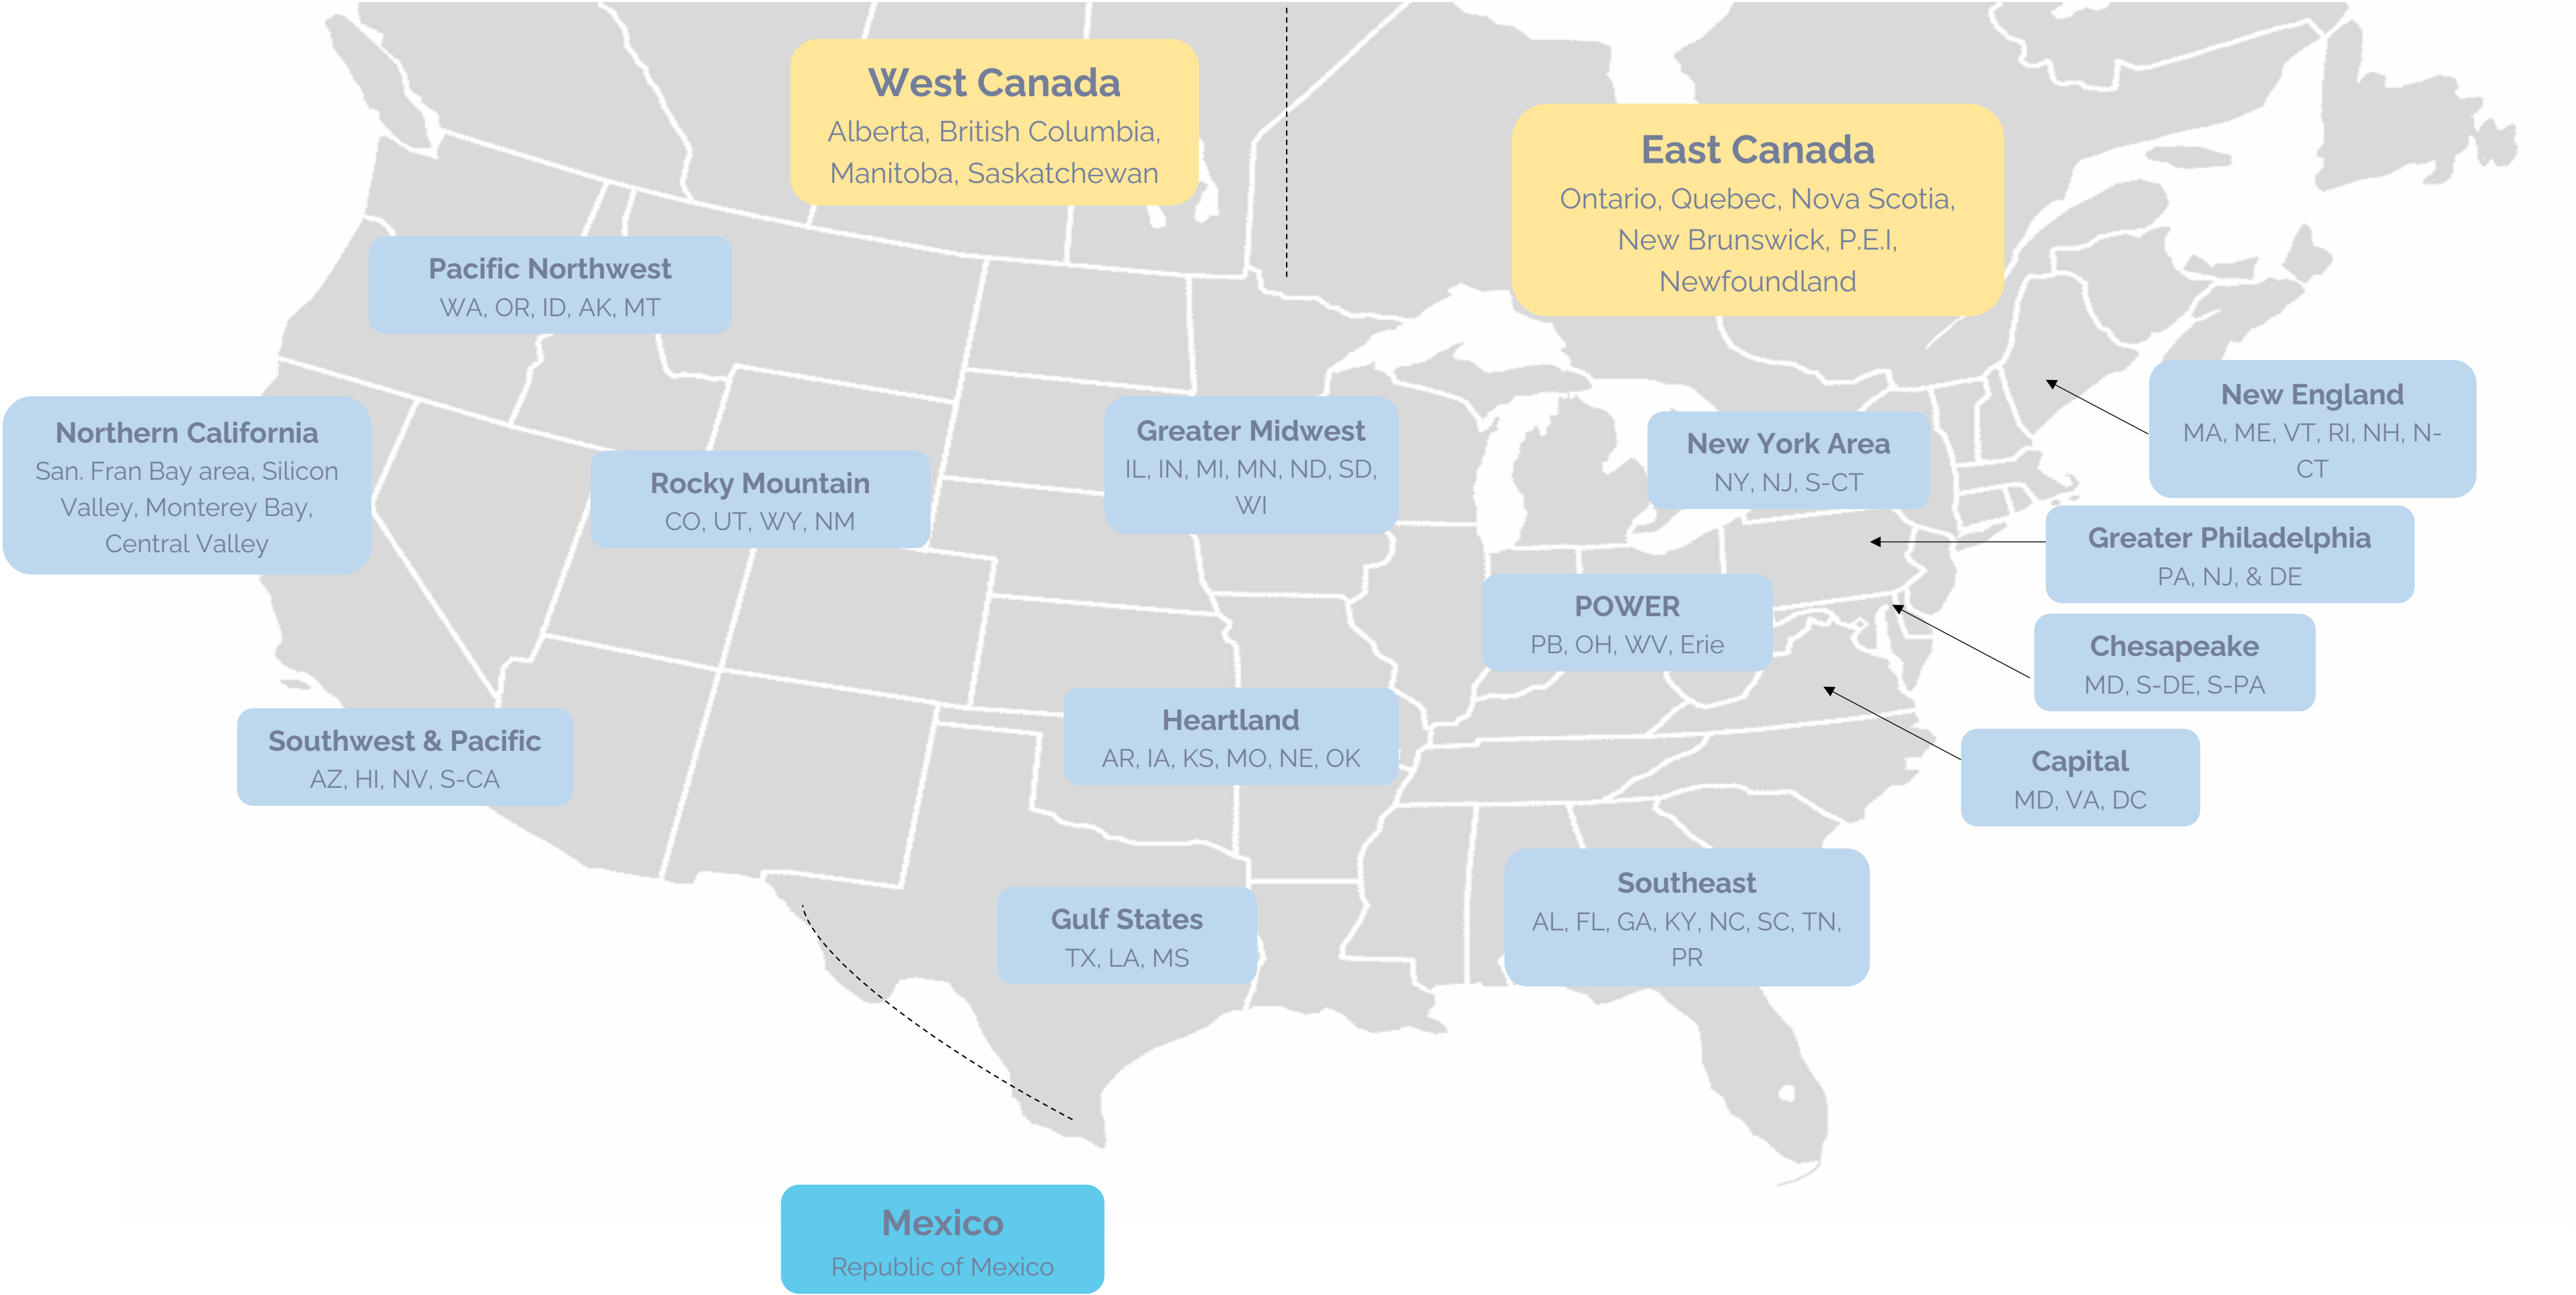 West Canada
Alberta, British Columbia,
Manitoba, Saskatchewan
East Canada
Ontario, Quebec, Nova Scotia,
New Brunswick, P.E.I,
Newfoundland
Pacific Northwest
WA, OR, ID, AK, MT
Northern California
San. Fran Bay area, Silicon
Valley, Monterey Bay,
Central Valley
Rocky Mountain
CO, UT, WY, NM
Greater Midwest
IL, IN, MI, MN, ND, SD,
WI
New York Area
NY, NJ, S-CT
New England
MA, ME, VT, RI, NH, N-
CT
Greater Philadelphia
PA, NJ, & DE
POWER
PB, OH, WV, Erie
Chesapeake
MD, S-DE, S-PA
Southwest & Pacific
AZ, HI, NV, S-CA
Heartland
AR, IA, KS, MO, NE, OK
Capital
MD, VA, DC
Gulf States
TX, LA, MS
Southeast
AL, FL, GA, KY, NC, SC, TN,
PR
Mexico
Republic of Mexico